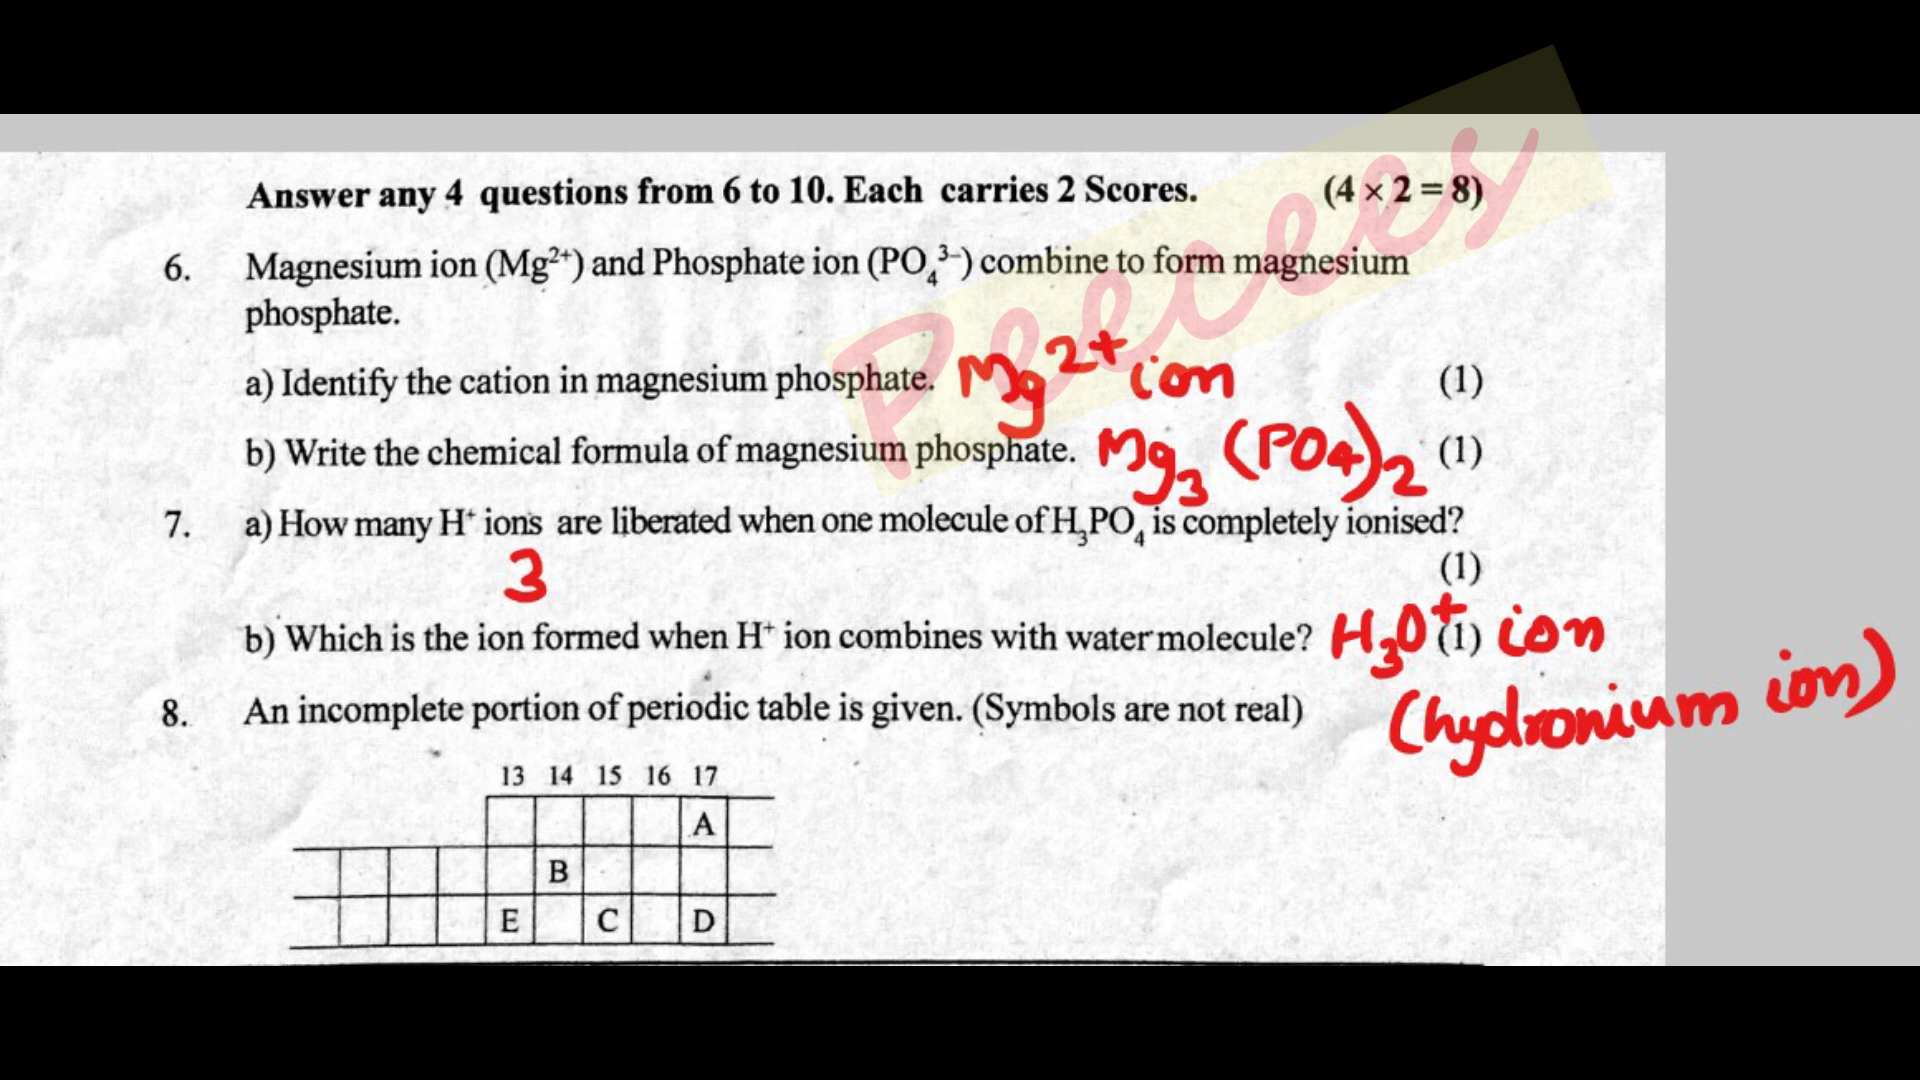 Answer any 4 questions from 6 to 10. Each carries 2 Scores. (4 × 2 = 8)
6. Magnesium ion (Mg²⁺) and Phosphate ion (PO₄³⁻) combine to form magnesium
phosphate.
a) Identify the cation in magnesium phosphate. Mg²⁺ ion (1)
b) Write the chemical formula of magnesium phosphate. Mg₃(PO₄)₂ (1)
7. a) How many H⁺ ions are liberated when one molecule of H₃PO₄ is completely ionised?
3 (1)
b) Which is the ion formed when H⁺ ion combines with water molecule? H₃O⁺ (1) ion
(hydronium ion)
8. An incomplete portion of periodic table is given. (Symbols are not real)
13 14 15 16 17
A
B
E C D
Peecees